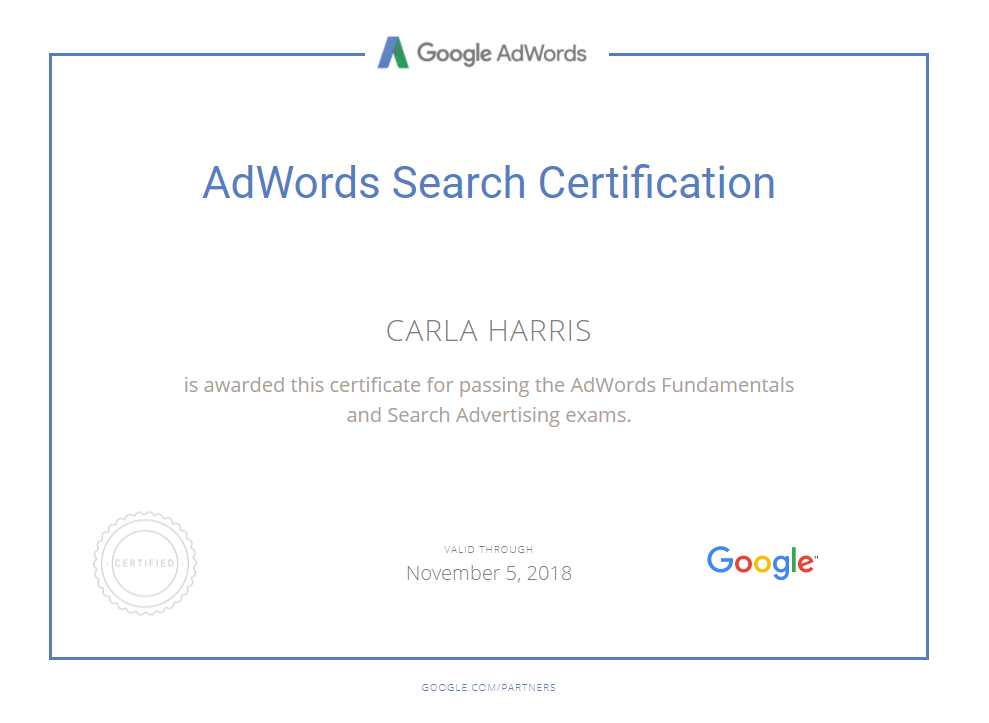 Google AdWords
AdWords Search Certification
CARLA HARRIS
is awarded this certificate for passing the AdWords Fundamentals
and Search Advertising exams.
· CERTIFIED ·
VALID THROUGH
November 5, 2018
Google™
GOOGLE.COM/PARTNERS